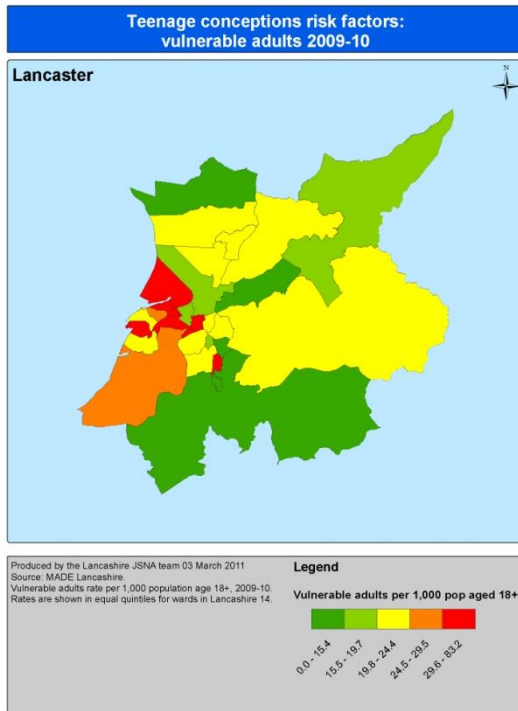 Teenage conceptions risk factors:
vulnerable adults 2009-10
Lancaster
N
Produced by the Lancashire JSNA team 03 March 2011
Source: MADE Lancashire.
Vulnerable adults rate per 1,000 population age 18+, 2009-10.
Rates are shown in equal quintiles for wards in Lancashire 14.
Legend
Vulnerable adults per 1,000 pop aged 18+
0.0 - 15.4
15.5 - 19.7
19.8 - 24.4
24.5 - 29.5
29.6 - 83.2